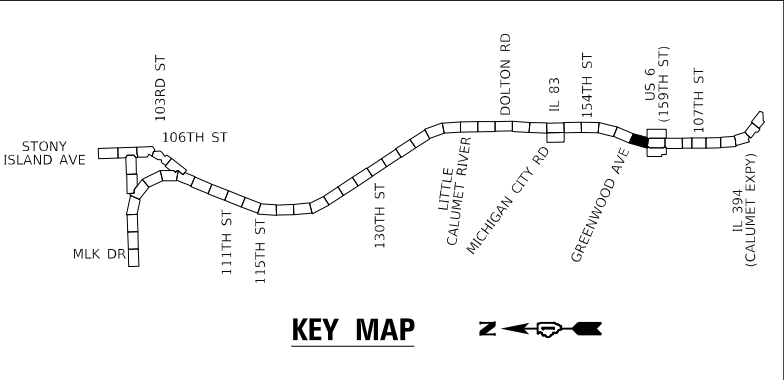 103RD ST
106TH ST
STONY
ISLAND AVE
MLK DR
111TH ST
115TH ST
130TH ST
LITTLE
CALUMET RIVER
DOLTON RD
MICHIGAN CITY RD
IL 83
154TH ST
GREENWOOD AVE
US 6
(159TH ST)
107TH ST
IL 394
(CALUMET EXPY)
KEY MAP
N